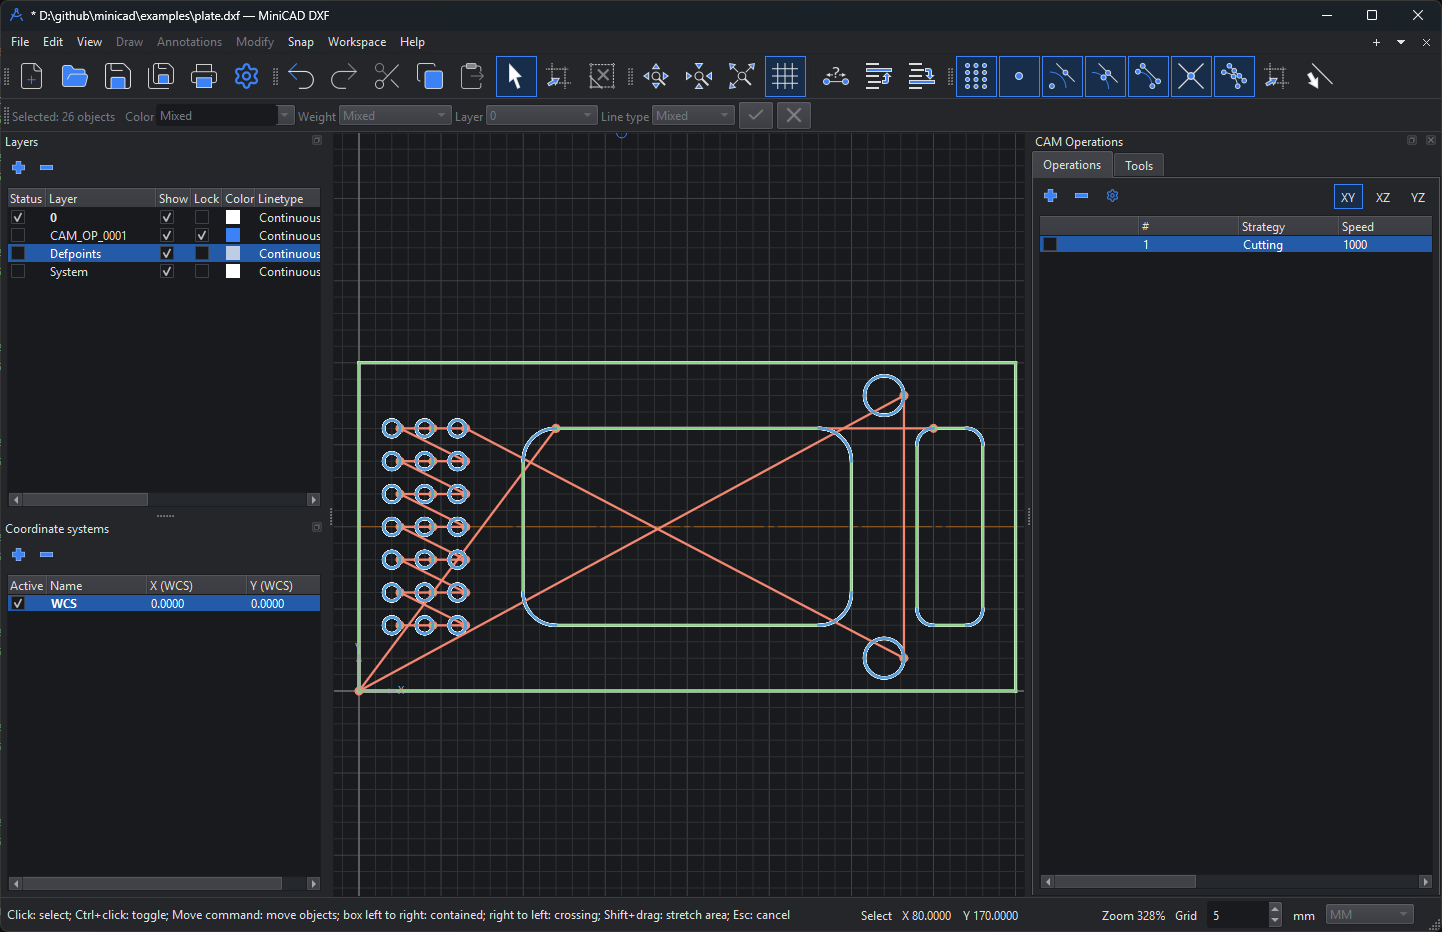 * D:\github\minicad\examples\plate.dxf — MiniCAD DXF
File Edit View Draw Annotations Modify Snap Workspace Help
Selected: 26 objects Color Mixed Weight Mixed Layer 0 Line type Mixed
Layers
Status Layer Show Lock Color Linetype
0 Continuous
CAM_OP_0001 Continuous
Defpoints Continuous
System Continuous
Coordinate systems
Active Name X (WCS) Y (WCS)
WCS 0.0000 0.0000
Y
X
CAM Operations
Operations Tools
XY XZ YZ
# Strategy Speed
1 Cutting 1000
Click: select; Ctrl+click: toggle; Move command: move objects; box left to right: contained; right to left: crossing; Shift+drag: stretch area; Esc: cancel
Select X 80.0000 Y 170.0000
Zoom 328% Grid 5 mm MM